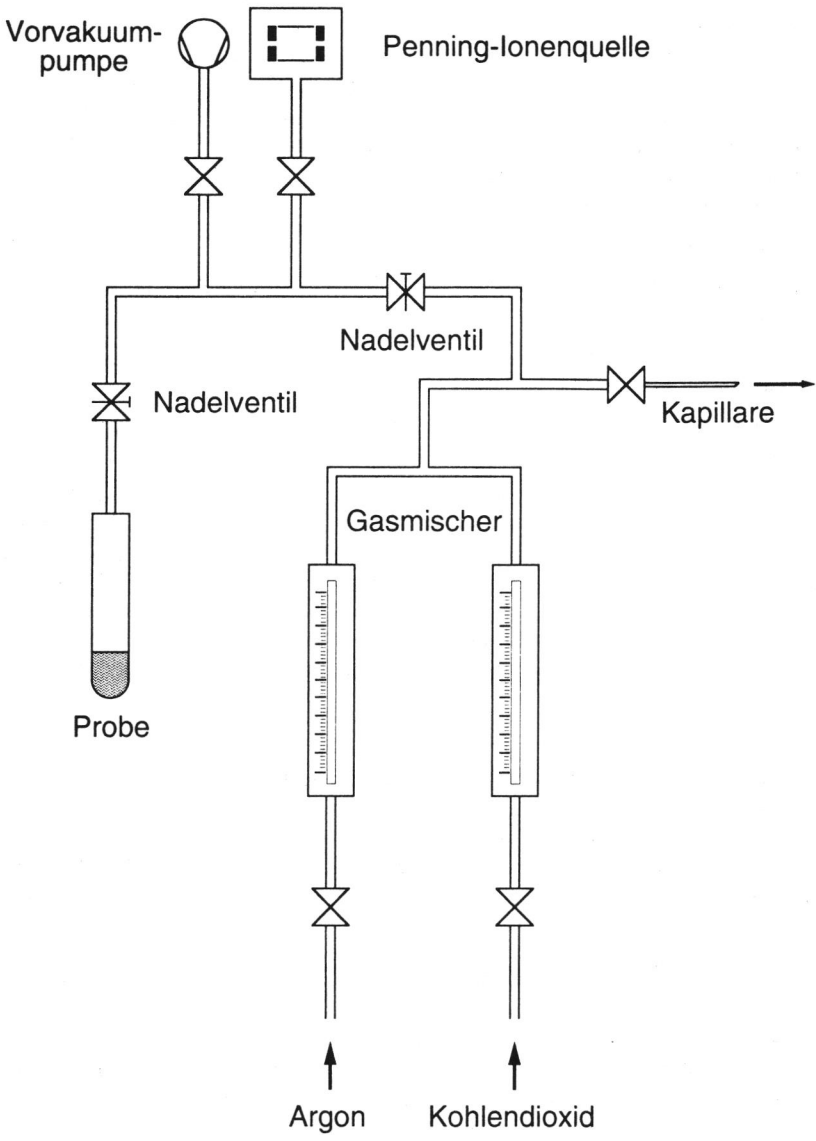 Vorvakuum-
pumpe
Penning-Ionenquelle
Nadelventil
Nadelventil
Kapillare
Gasmischer
Probe
Argon
Kohlendioxid